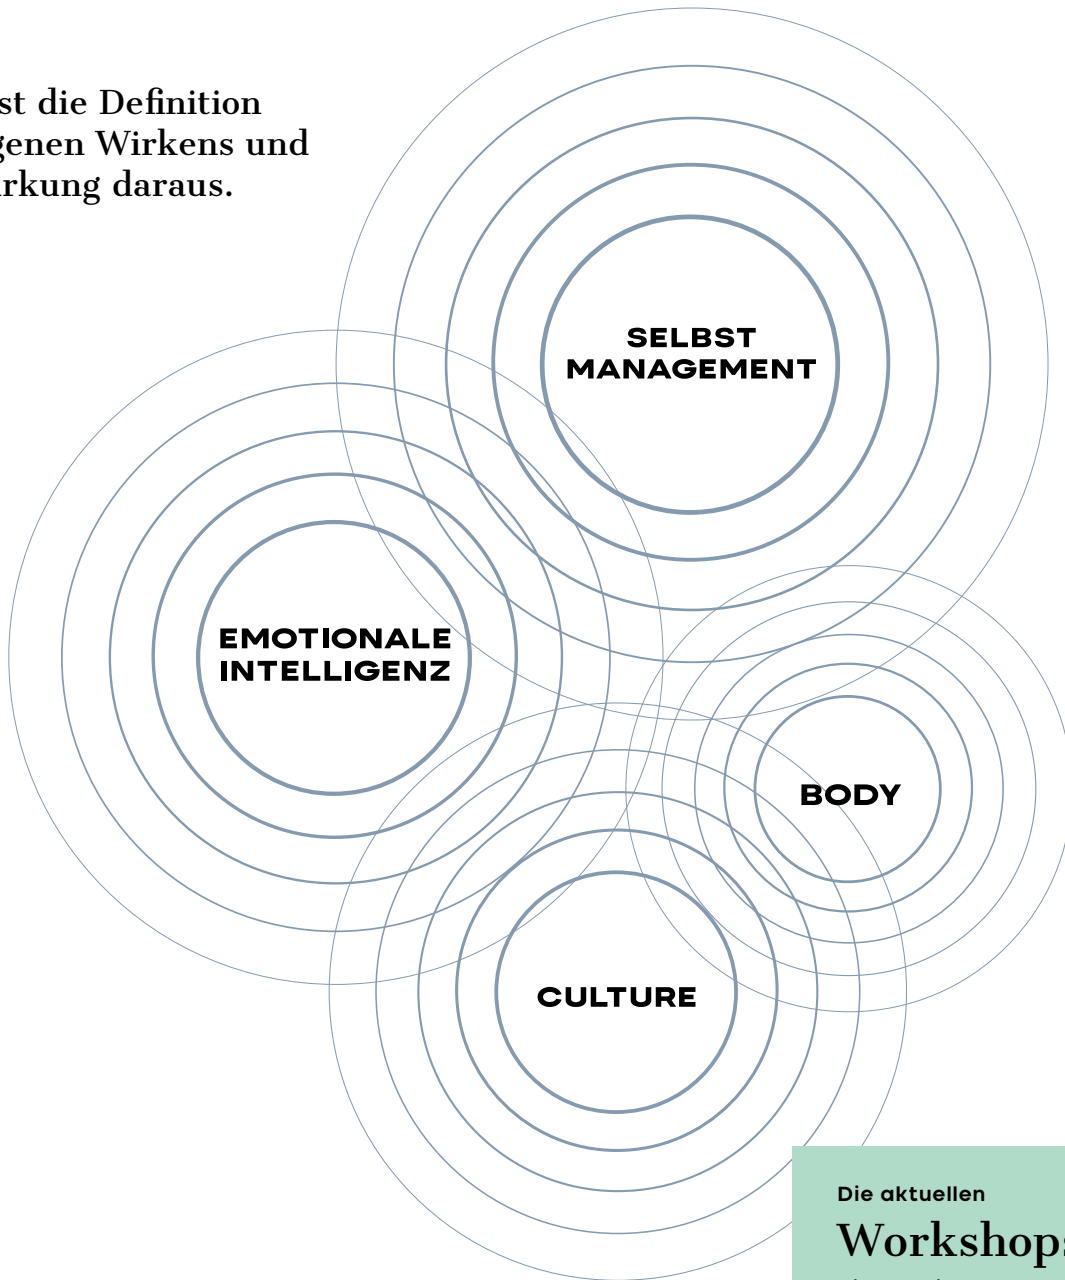 st die Definition
genen Wirkens und
rkung daraus.
SELBST
MANAGEMENT
EMOTIONALE
INTELLIGENZ
BODY
CULTURE
Die aktuellen
Workshops